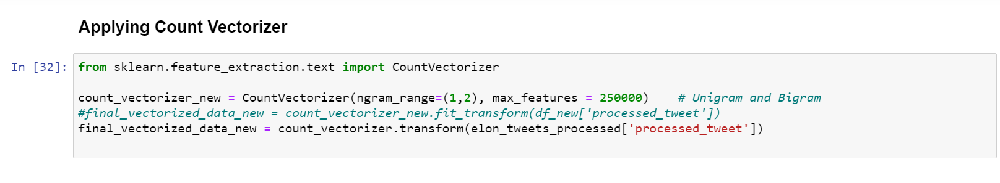 Applying Count Vectorizer
In [32]: from sklearn.feature_extraction.text import CountVectorizer
count_vectorizer_new = CountVectorizer(ngram_range=(1,2), max_features = 250000)    # Unigram and Bigram
#final_vectorized_data_new = count_vectorizer_new.fit_transform(df_new['processed_tweet'])
final_vectorized_data_new = count_vectorizer.transform(elon_tweets_processed['processed_tweet'])